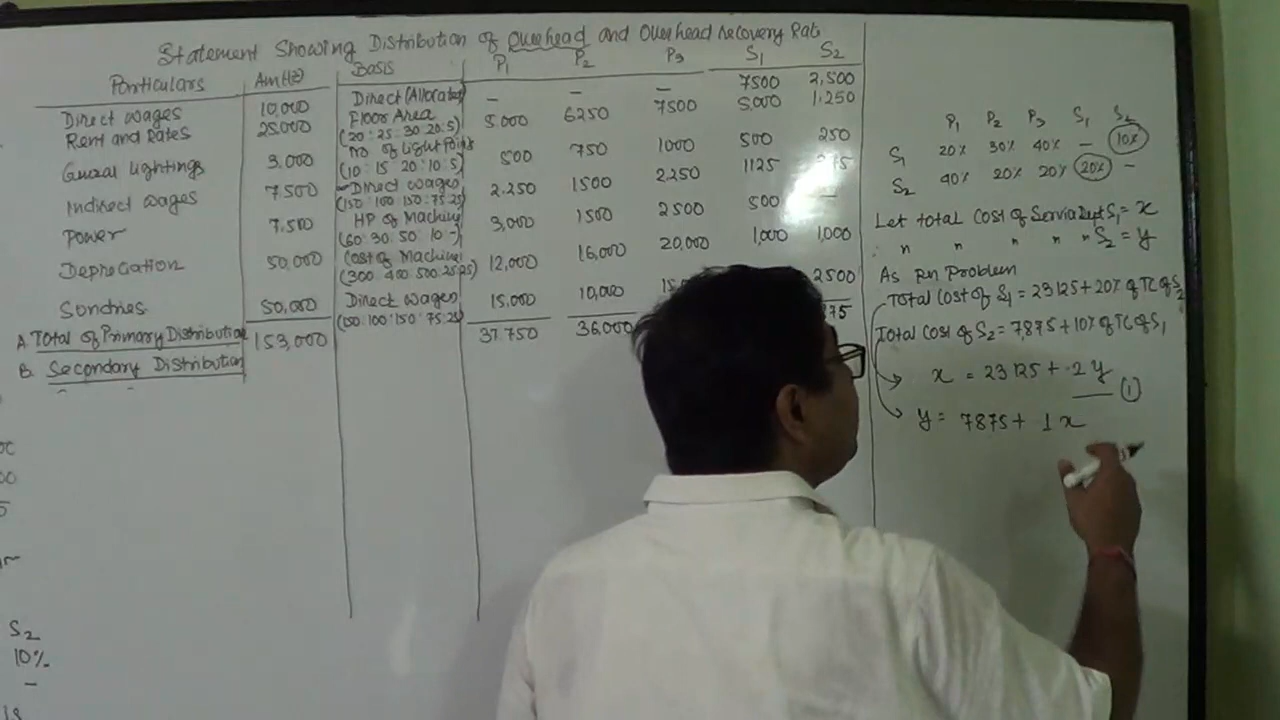 Statement Showing Distribution of Overhead and Overhead recovery Rate
Particulars Amt(₹) Basis P1 P2 P3 S1 S2
Direct wages 10,000 Direct (Allocated) – – – 7500 2,500
Rent and Rates 25,000 Floor Area 5.000 6250 7500 5,000 1,250
(20:25:30:20:5)
General lightings 3.000 No of Light Points 500 750 1000 500 250
(10:15:20:10:5)
Indirect wages 7,500 Direct wages 2.250 1500 2250 1125
(150:100:150:75:25)
Power 7,500 HP of Machine 3,000 1500 2500 500 –
(60:30:50:10:-)
Depreciation 50,000 Cost of Machine 12,000 16,000 20,000 1,000 1,000
(300:400:500:25:25)
Sundries 50,000 Direct wages 15,000 10,000 2500
(150:100:150:75:25)
A. Total of Primary Distribution 153,000 37.750 36,000
B. Secondary Distribution
P1 P2 P3 S1 S2
S1 20% 30% 40% – 10%
S2 40% 20% 20% 20% –
Let total Cost of Service Dept S1 = x
" " " " " S2 = y
As per Problem
Total Cost of S1 = 23125 + 20% of TC of S2
Total Cost of S2 = 7,875 + 10% of TC of S1
x = 23125 + .2y
(1)
y = 7875 + .1x
S2
10%
–